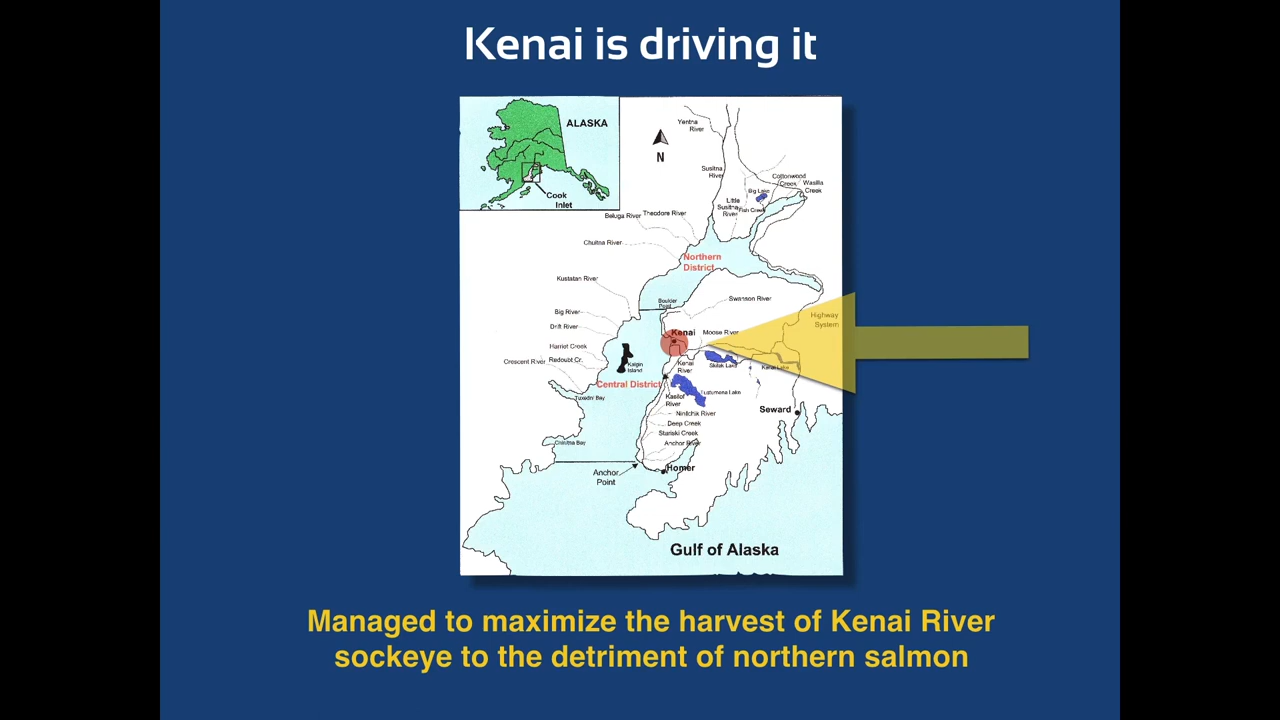 Kenai is driving it
ALASKA
Cook
Inlet
N
Yentna
River
Susitna
River
Cottonwood
Creek
Wasilla
Creek
Big Lake
Little
Susitna
River
Fish Creek
Beluga River
Theodore River
Chuitna River
Northern
District
Kustatan River
Boulder
Point
Swanson River
Big River
Drift River
Highway
System
Kenai
Moose River
Harriet Creek
Crescent River
Redoubt Cr.
Kalgin
Island
Kenai
River
Skilak Lake
Kenai Lake
Central District
Tustumena Lake
Kasilof
River
Tuxedni Bay
Ninilchik River
Seward
Deep Creek
Stariski Creek
Chinitna Bay
Anchor River
Anchor
Point
Homer
Gulf of Alaska
Managed to maximize the harvest of Kenai River
sockeye to the detriment of northern salmon